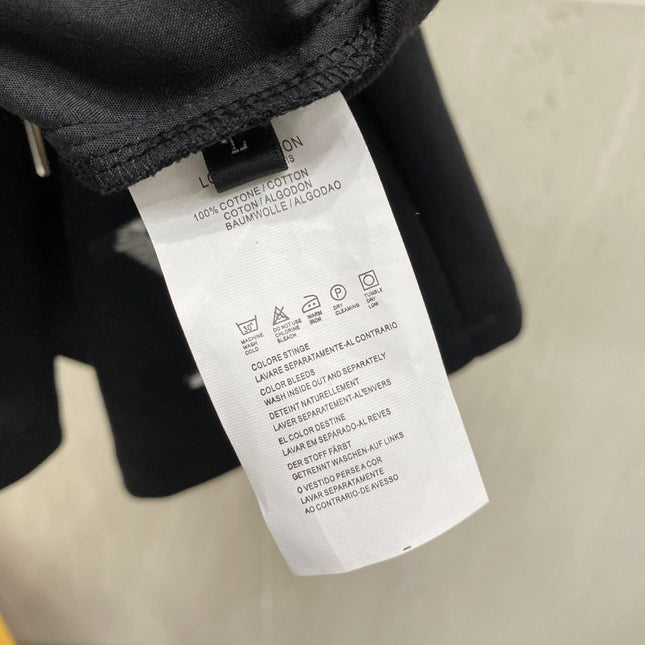 L
100% COTONE / COTTON
COTON / ALGODON
BAUMWOLLE / ALGODAO
30°
P
MACHINE
WASH
COLD
DO NOT USE
CHLORINE
BLEACH
WARM
IRON
DRY
CLEANING
TUMBLE
DRY
LOW
COLORE STINGE
LAVARE SEPARATAMENTE-AL CONTRARIO
COLOR BLEEDS
WASH INSIDE OUT AND SEPARATELY
DETEINT NATURELLEMENT
LAVER SEPARATEMENT-A'LENVERS
EL COLOR DESTINE
LAVAR EM SEPARADO-AL REVES
DER STOFF FÄRBT
GETRENNT WASCHEN-AUF LINKS
O VESTIDO PERSE A COR
LAVAR SEPARATAMENTE
AO CONTRARIO-DE AVESSO